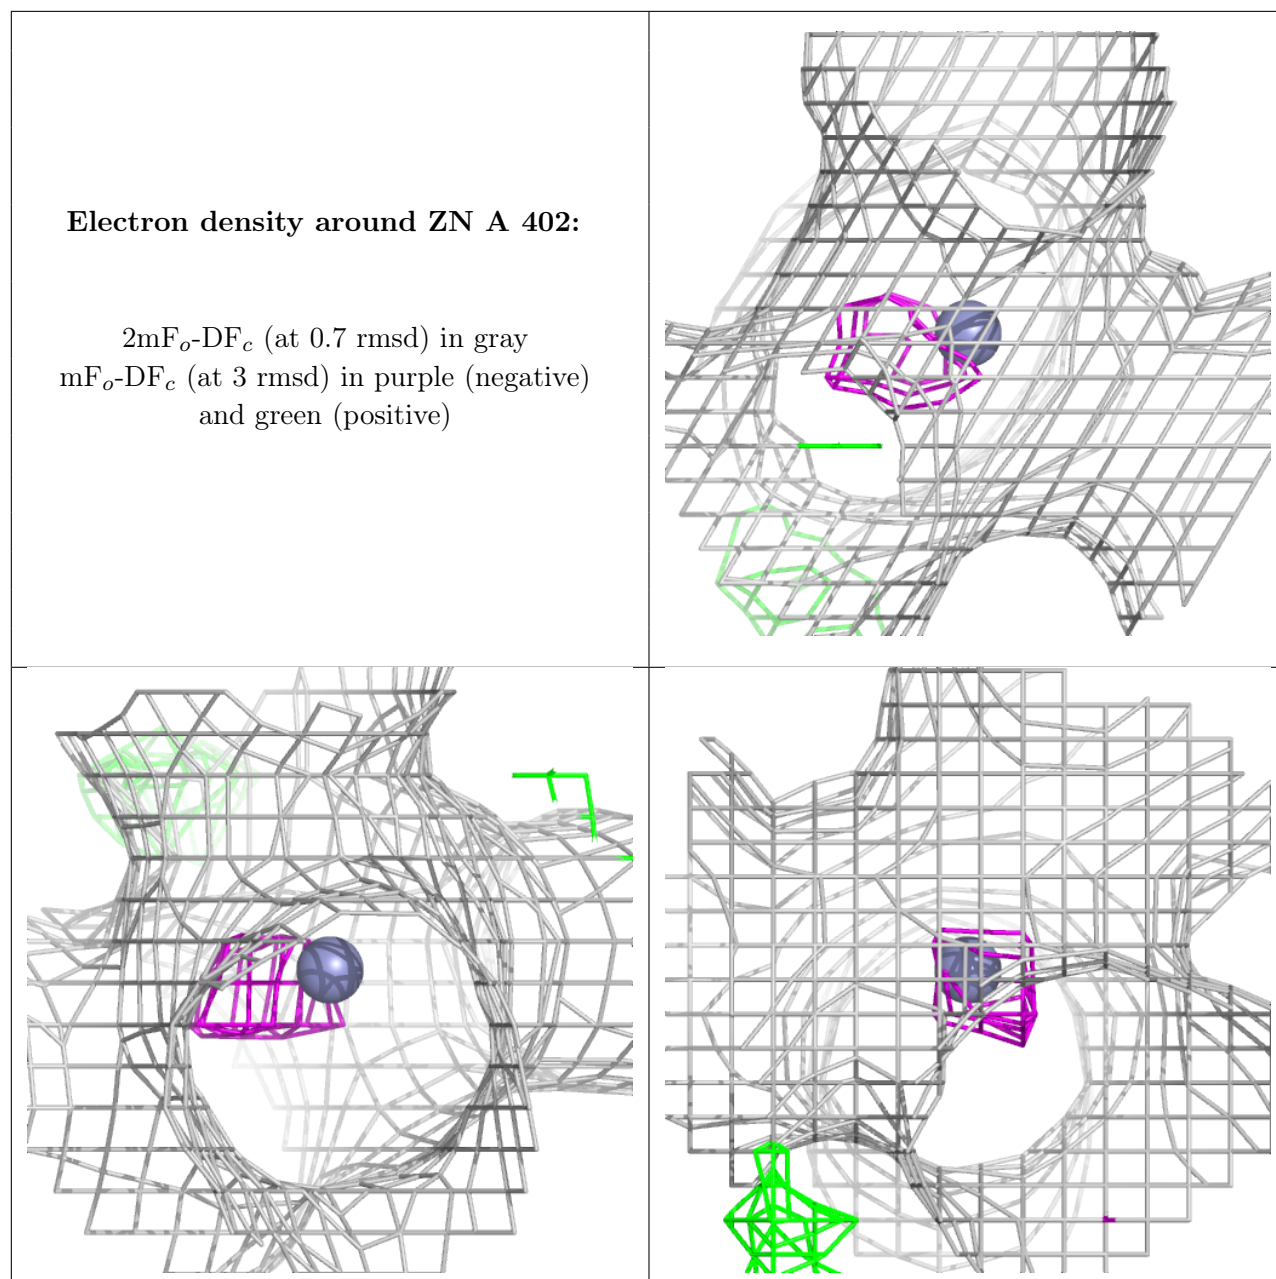 Electron density around ZN A 402:
2mFo-DFc (at 0.7 rmsd) in gray
mFo-DFc (at 3 rmsd) in purple (negative)
and green (positive)